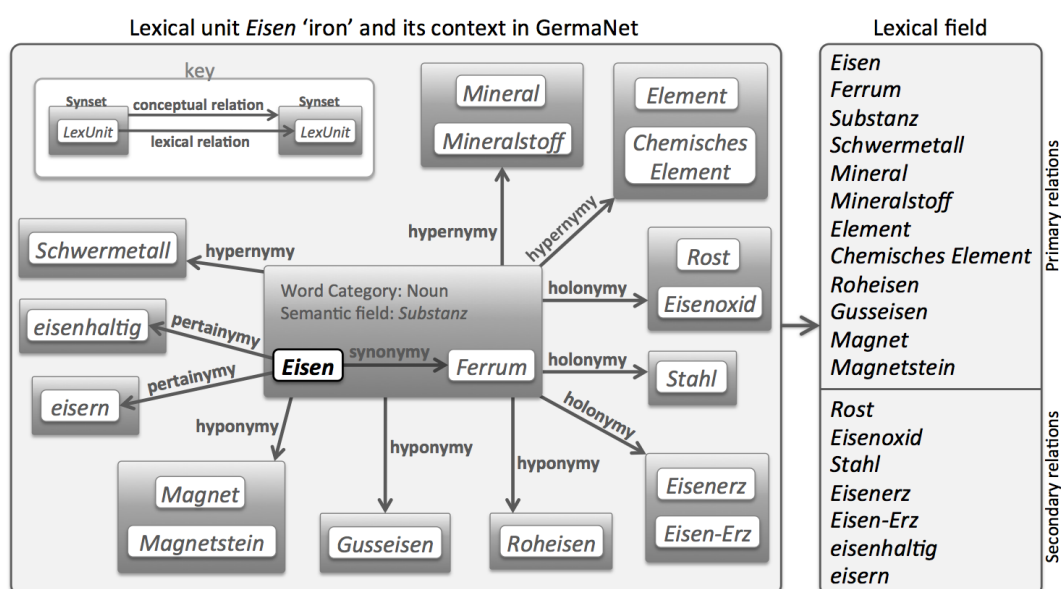 Lexical unit Eisen ‘iron’ and its context in GermaNet
key
Synset
LexUnit
conceptual relation
lexical relation
Synset
LexUnit
Mineral
Mineralstoff
Element
Chemisches
Element
hypernymy
hypernymy
Schwermetall
hypernymy
Rost
Eisenoxid
holonymy
Word Category: Noun
Semantic field: Substanz
eisenhaltig
pertainymy
Eisen
synonymy
Ferrum
holonymy
Stahl
eisern
pertainymy
hyponymy
hyponymy
hyponymy
holonymy
Magnet
Magnetstein
Gusseisen
Roheisen
Eisenerz
Eisen-Erz
Lexical field
Eisen
Ferrum
Substanz
Schwermetall
Mineral
Mineralstoff
Element
Chemisches Element
Roheisen
Gusseisen
Magnet
Magnetstein
Primary relations
Rost
Eisenoxid
Stahl
Eisenerz
Eisen-Erz
eisenhaltig
eisern
Secondary relations